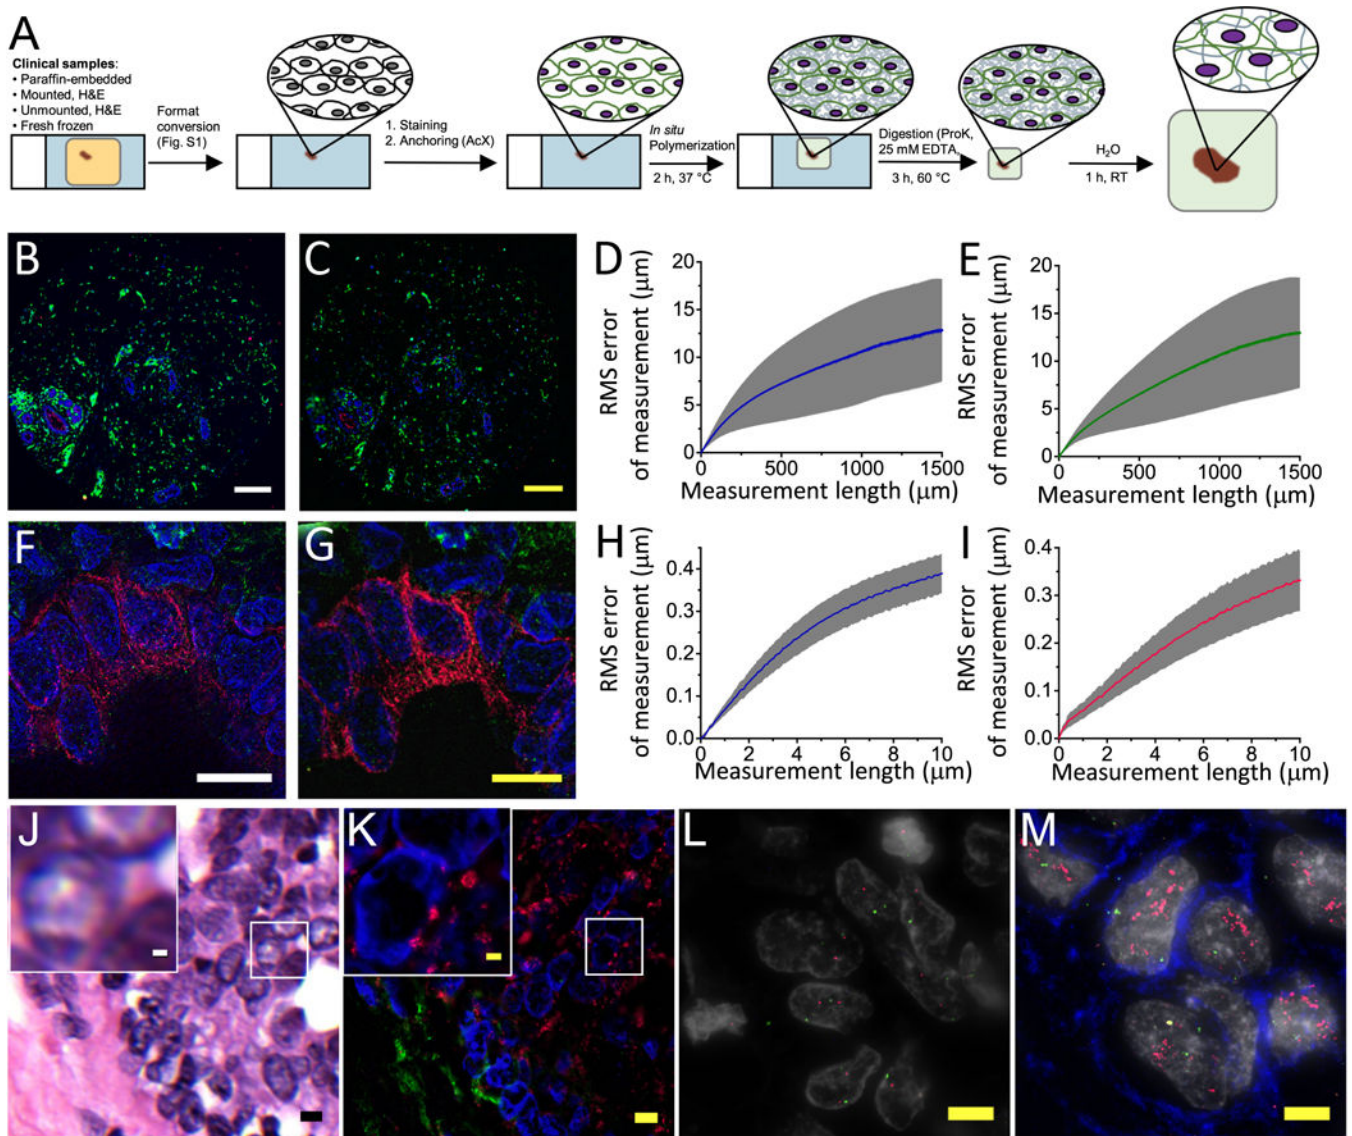 A
Clinical samples:
• Paraffin-embedded
• Mounted, H&E
• Unmounted, H&E
• Fresh frozen
Format
conversion
(Fig. S1)
1. Staining
2. Anchoring (AcX)
In situ
Polymerization
2 h, 37 °C
Digestion (ProK,
25 mM EDTA,
3 h, 60 °C
H₂O
1 h, RT
B
C
D
RMS error
of measurement (μm)
20
15
10
5
0
0 500 1000 1500
Measurement length (μm)
E
RMS error
of measurement (μm)
20
15
10
5
0
0 500 1000 1500
Measurement length (μm)
F
G
H
RMS error
of measurement (μm)
0.4
0.3
0.2
0.1
0.0
0 2 4 6 8 10
Measurement length (μm)
I
RMS error
of measurement (μm)
0.4
0.3
0.2
0.1
0.0
0 2 4 6 8 10
Measurement length (μm)
J
K
L
M